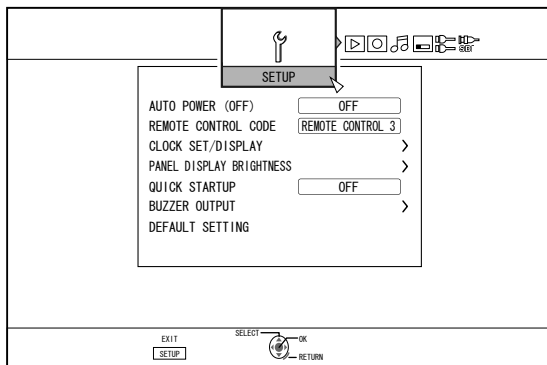 SETUP
AUTO POWER (OFF) OFF
REMOTE CONTROL CODE REMOTE CONTROL 3
CLOCK SET/DISPLAY
PANEL DISPLAY BRIGHTNESS
QUICK STARTUP OFF
BUZZER OUTPUT
DEFAULT SETTING
EXIT
SETUP
SELECT
OK
RETURN